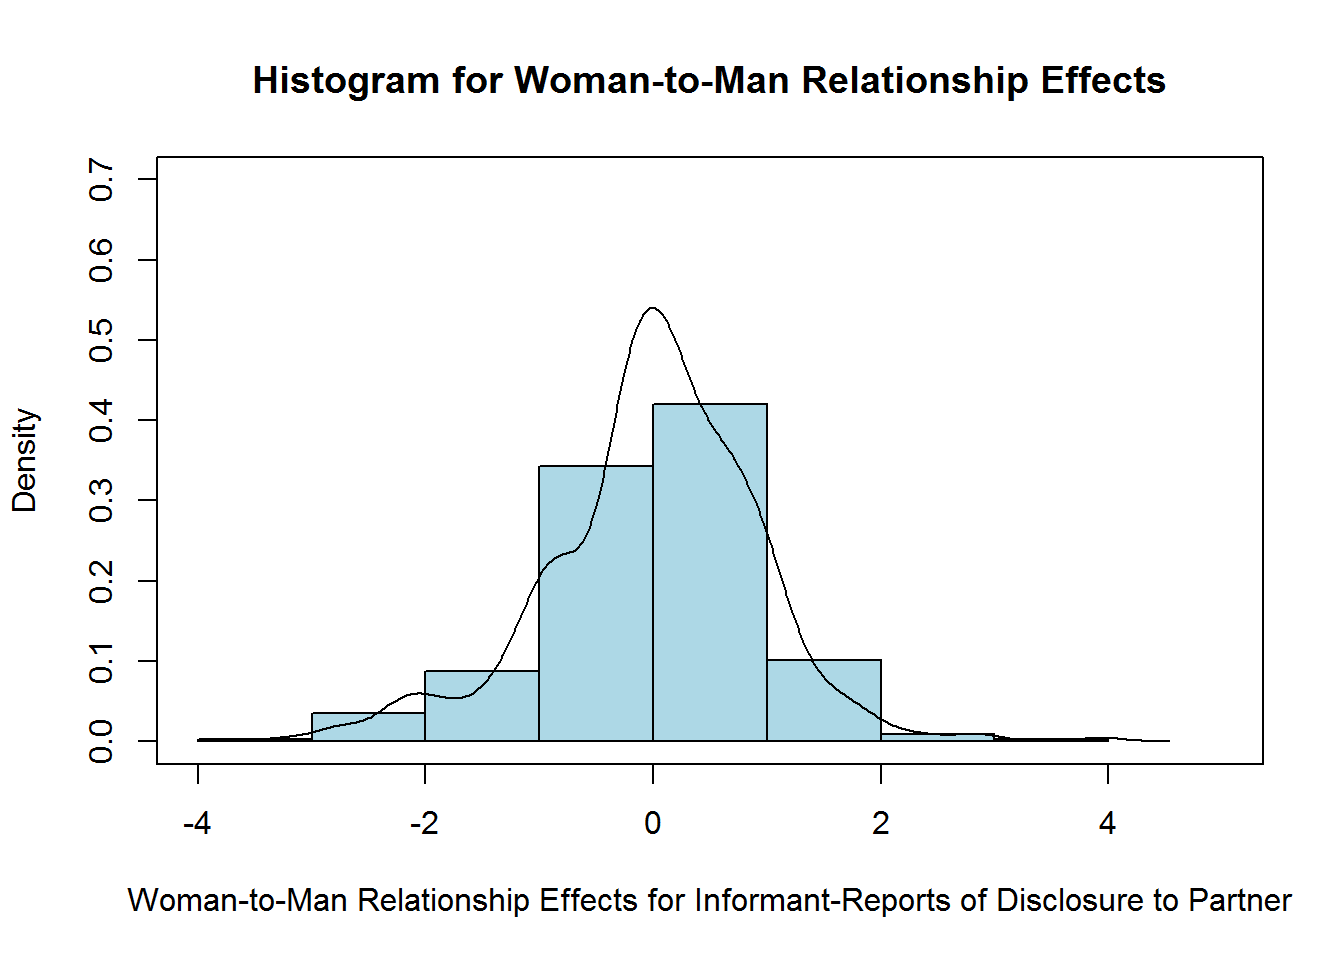 Histogram for Woman-to-Man Relationship Effects
Density
0.7
0.6
0.5
0.4
0.3
0.2
0.1
0.0
-4 -2 0 2 4
Woman-to-Man Relationship Effects for Informant-Reports of Disclosure to Partner